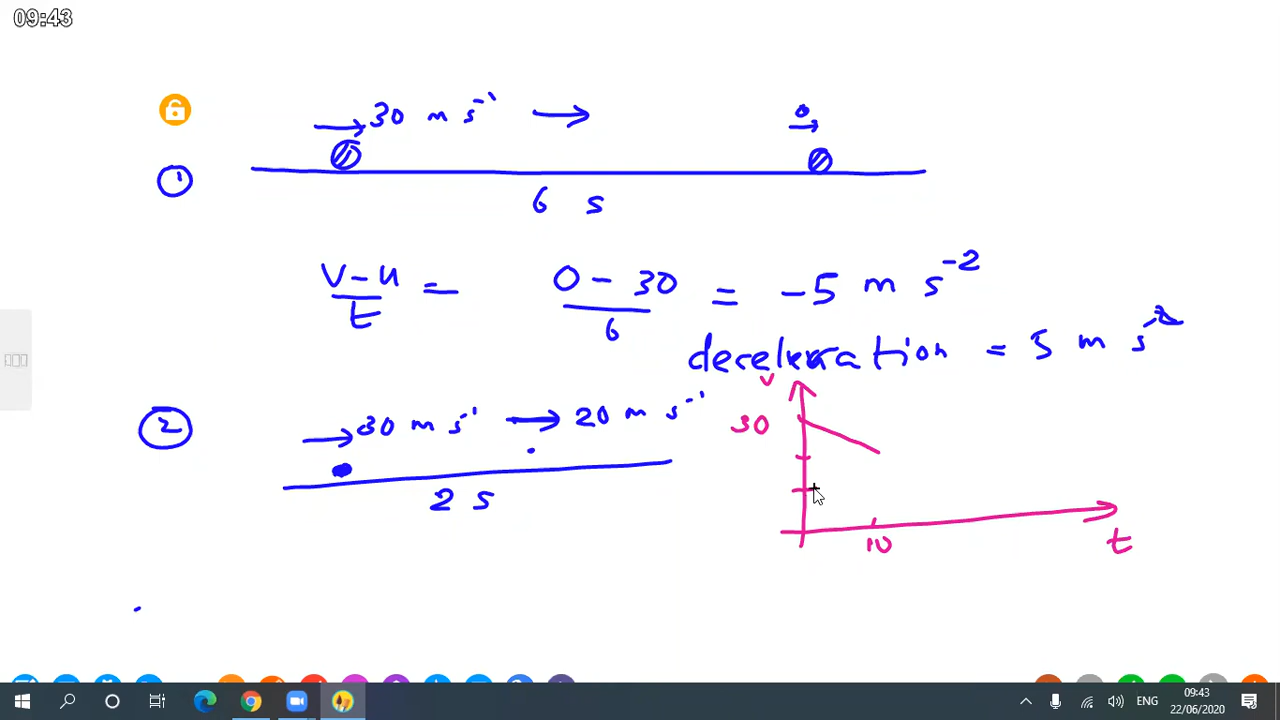 09:43
30 m s⁻¹ → 0
①
6 s
v-u/t = 0-30/6 = -5 m s⁻²
deceleration = 5 m s⁻²
②
30 m s⁻¹ → 20 m s⁻¹
2 s
v
30
10
t
ENG
09:43
22/06/2020